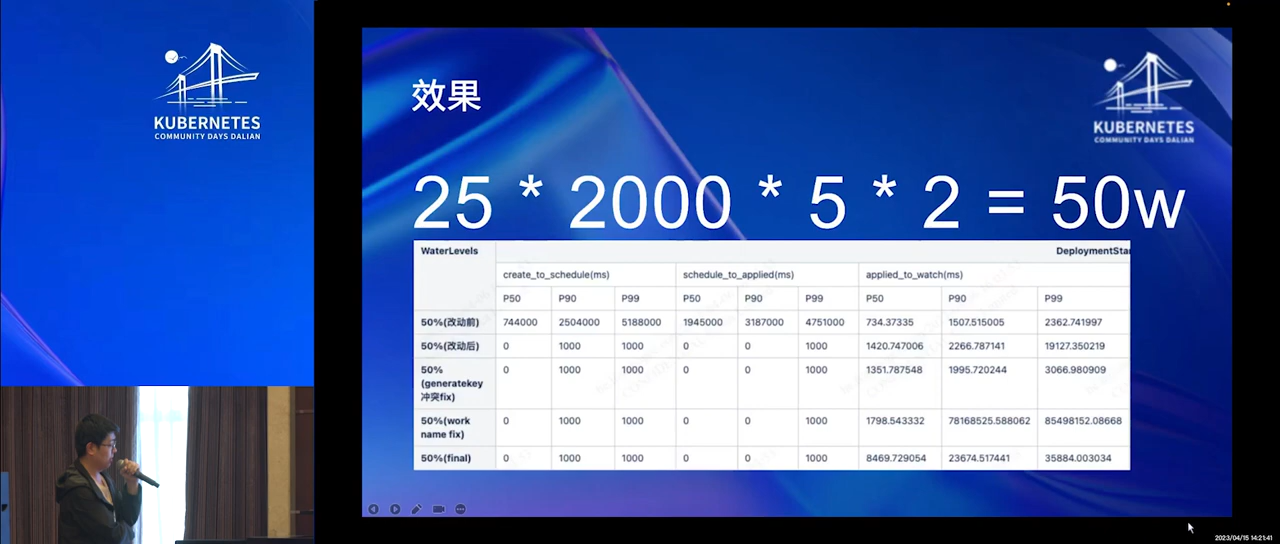 KUBERNETES
COMMUNITY DAYS DALIAN
效果
KUBERNETES
COMMUNITY DAYS DALIAN
25 * 2000 * 5 * 2 = 50w
WaterLevels DeploymentStar
create_to_schedule(ms) schedule_to_applied(ms) applied_to_watch(ms)
P50 P90 P99 P50 P90 P99 P50 P90 P99
50%(改动前) 744000 2504000 5188000 1945000 3187000 4751000 734.37335 1507.515005 2362.741997
50%(改动后) 0 1000 1000 0 0 1000 1420.747006 2266.787141 19127.350219
50%
(generatekey
冲突fix) 0 1000 1000 0 0 1000 1351.787548 1995.720244 3066.980909
50%(work
name fix) 0 1000 1000 0 0 1000 1798.543332 78168525.588062 85498152.08668
50%(final) 0 1000 1000 0 0 1000 8469.729054 23674.517441 35884.003034
2023/04/15 14:21:41